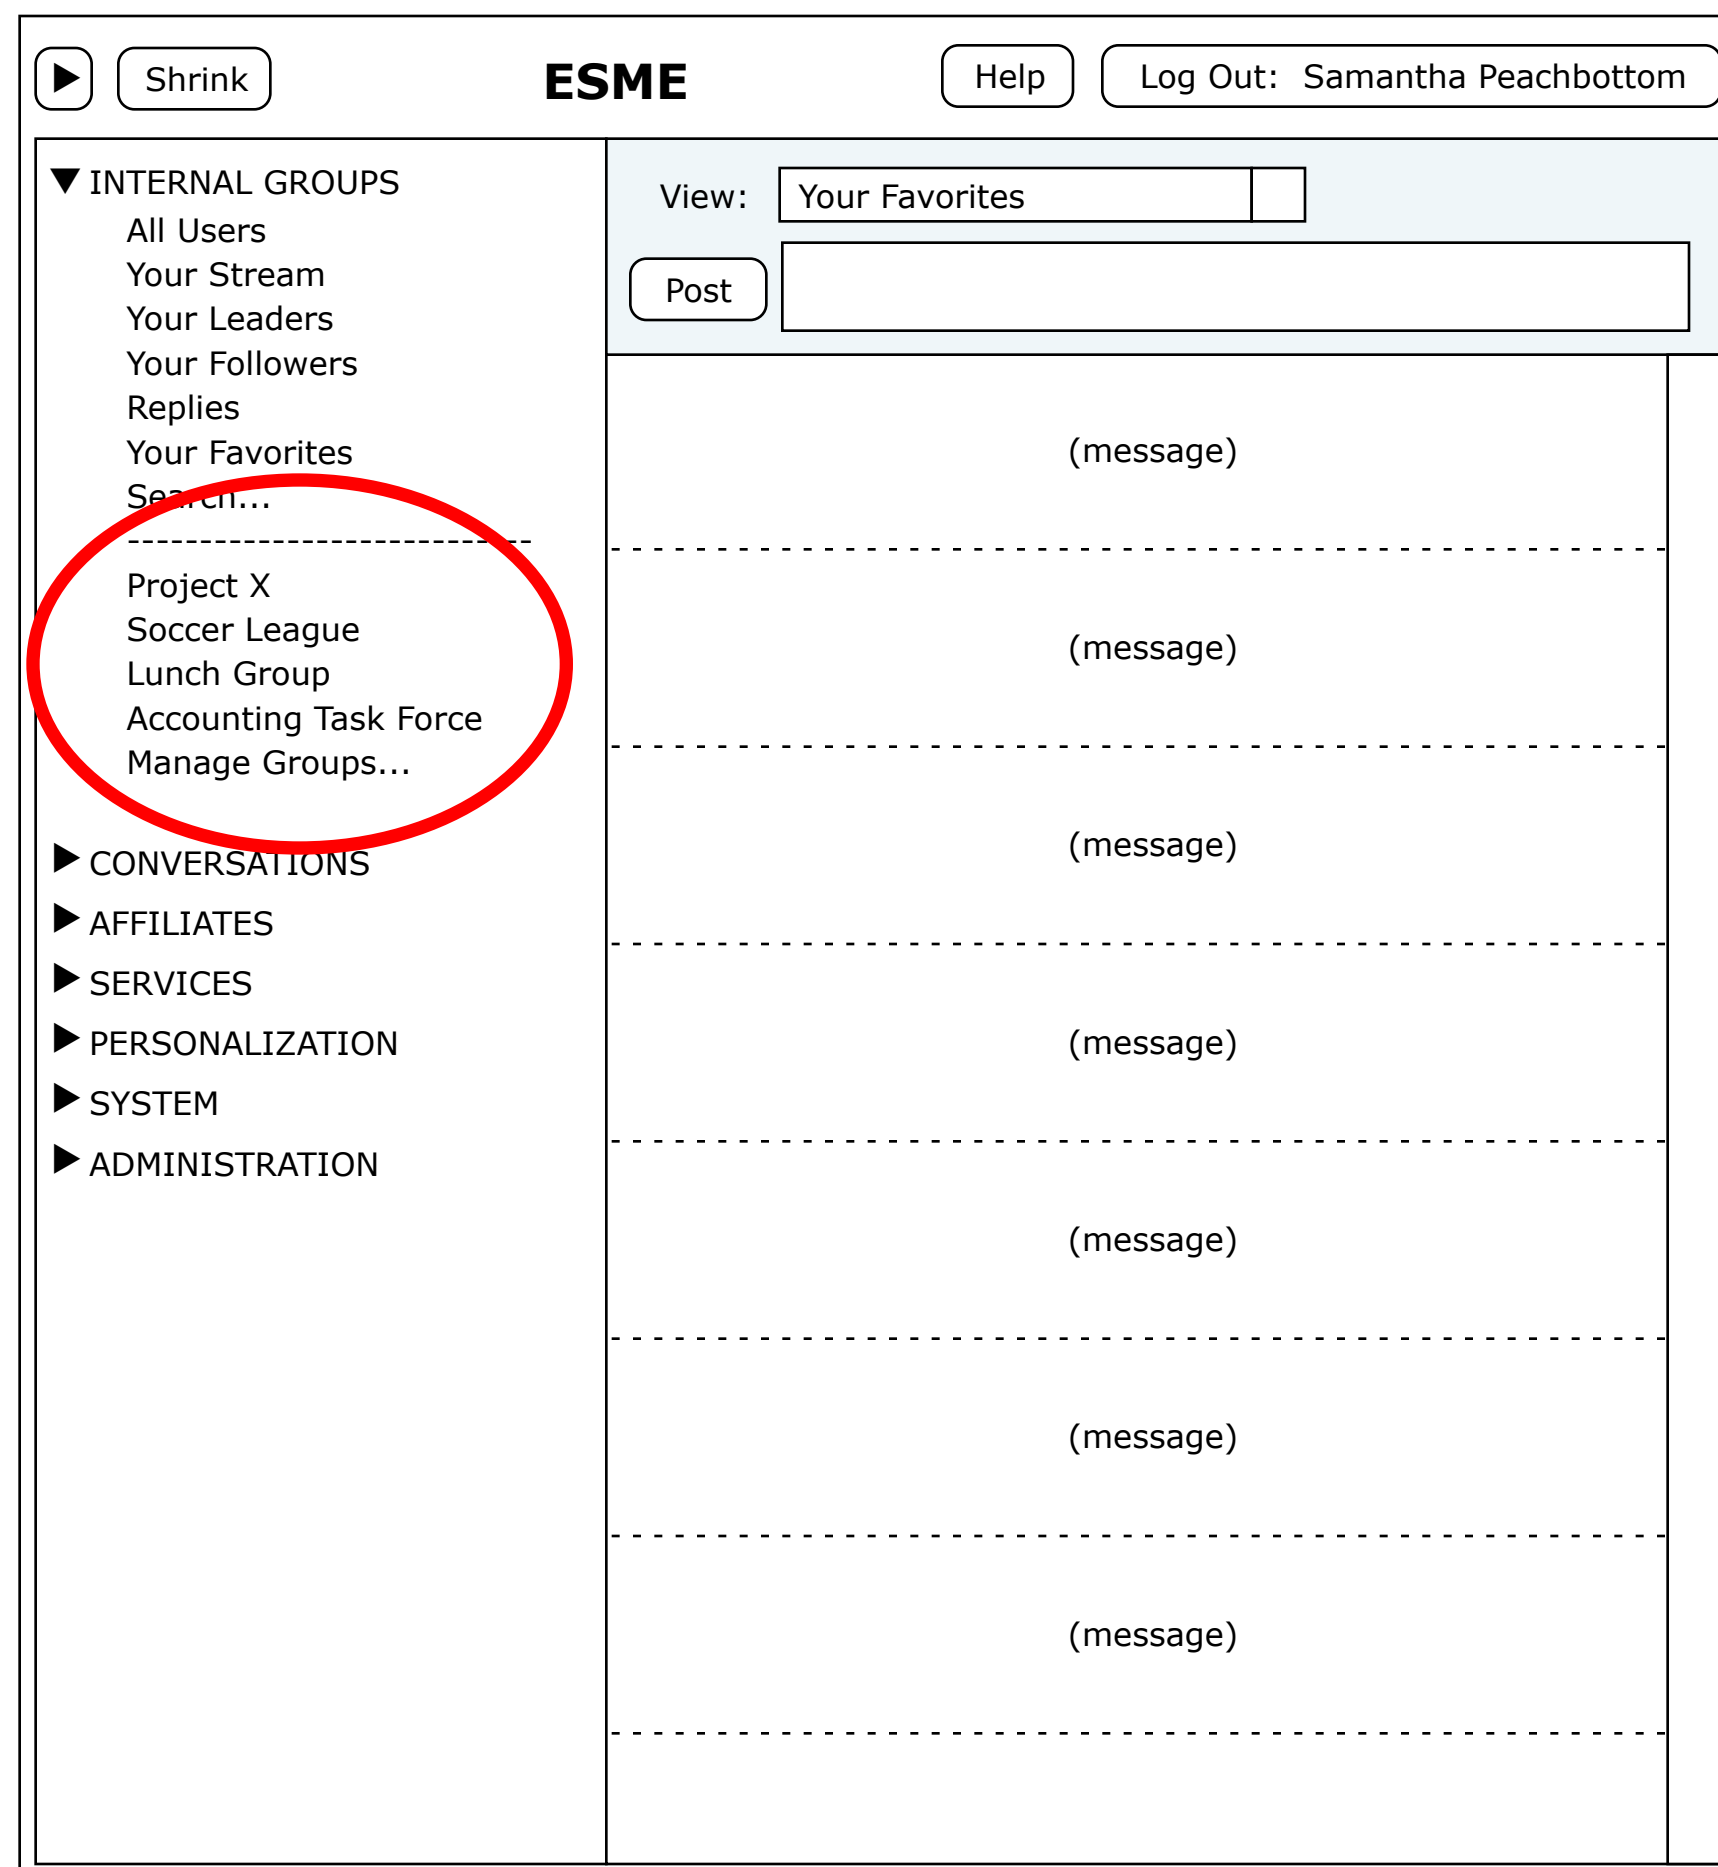 Shrink
ESME
Help
Log Out: Samantha Peachbottom
INTERNAL GROUPS
All Users
Your Stream
Your Leaders
Your Followers
Replies
Your Favorites
Search...
----------------------------
Project X
Soccer League
Lunch Group
Accounting Task Force
Manage Groups...
CONVERSATIONS
AFFILIATES
SERVICES
PERSONALIZATION
SYSTEM
ADMINISTRATION
View: Your Favorites
Post
(message)
(message)
(message)
(message)
(message)
(message)
(message)